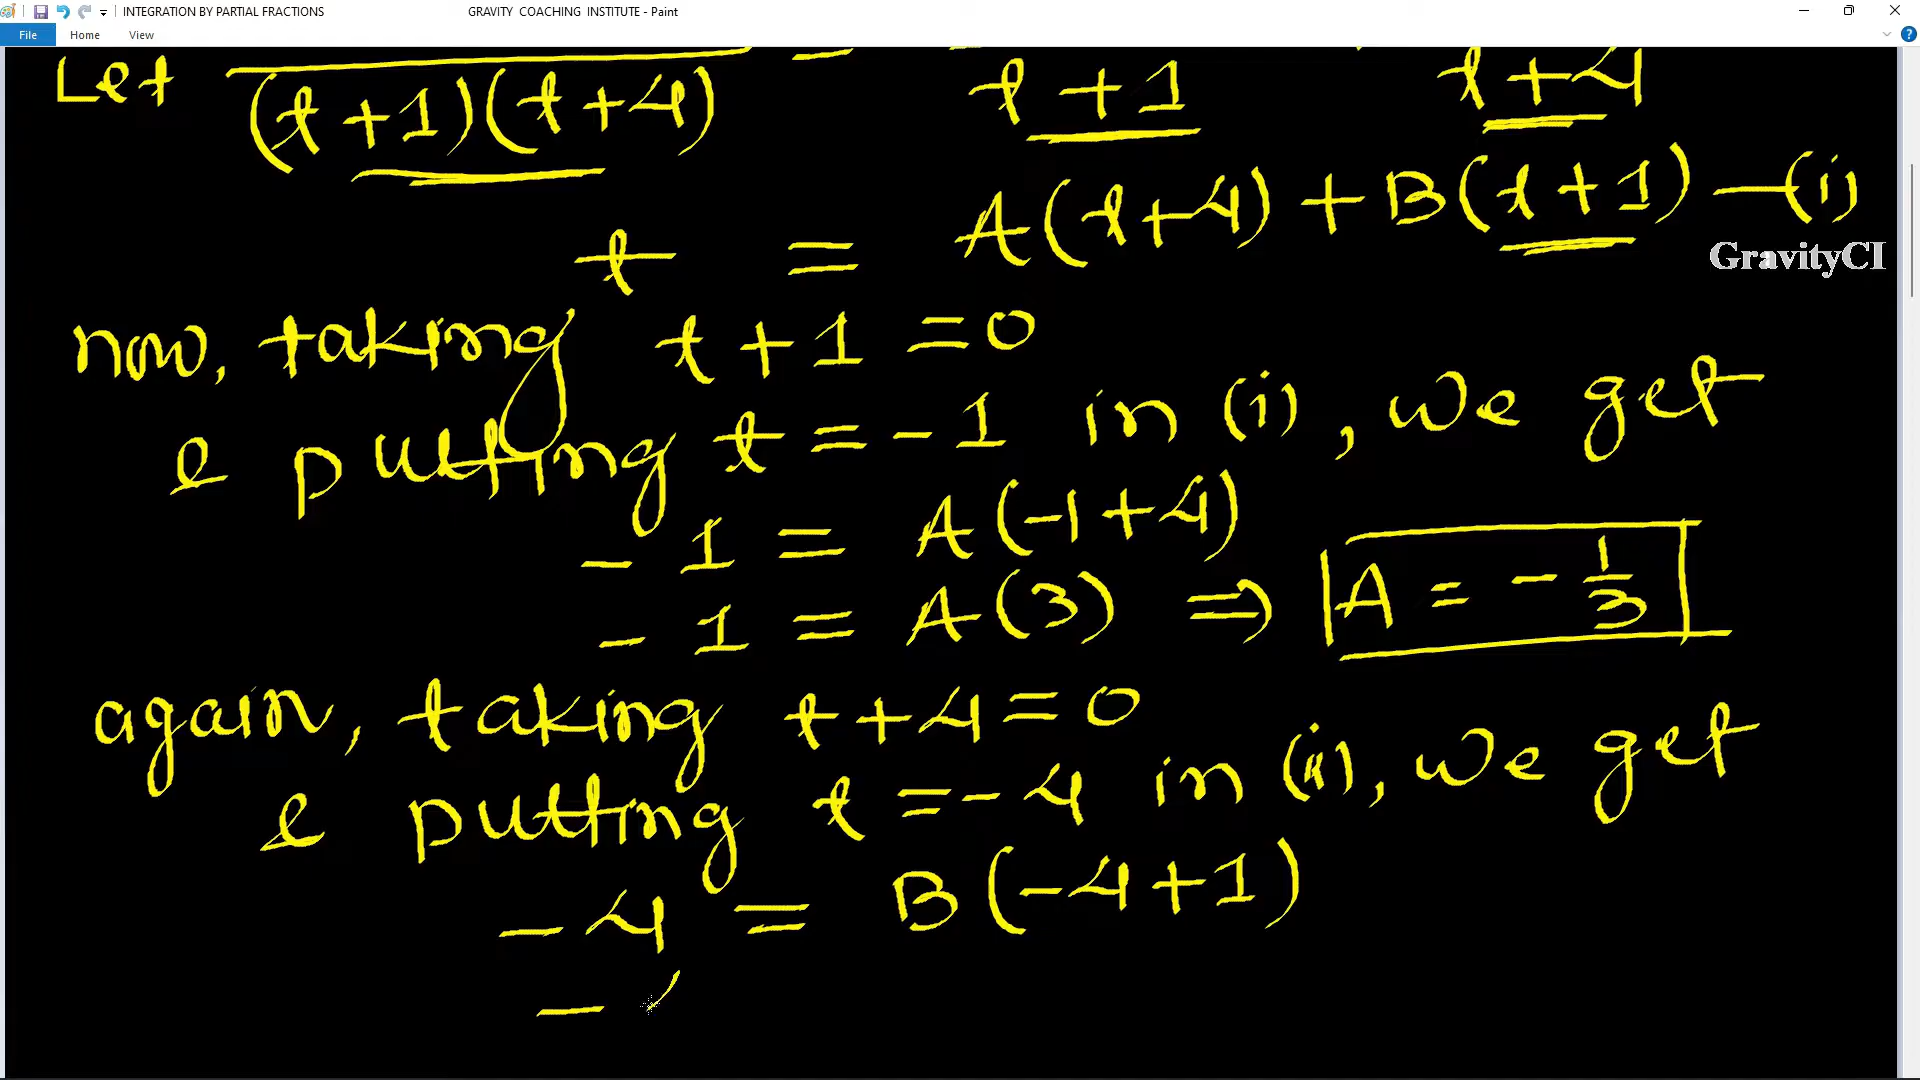 INTEGRATION BY PARTIAL FRACTIONS GRAVITY COACHING INSTITUTE - Paint
File Home View
Let (t+1)(t+4) = t+1 t+4
t = A(t+4) + B(t+1) —(i)
GravityCI
now, taking t+1=0
& putting t=-1 in (i), we get
-1 = A(-1+4)
-1 = A(3) ⇒ A = -1/3
again, taking t+4=0
& putting t=-4 in (i), we get
-4 = B(-4+1)
-